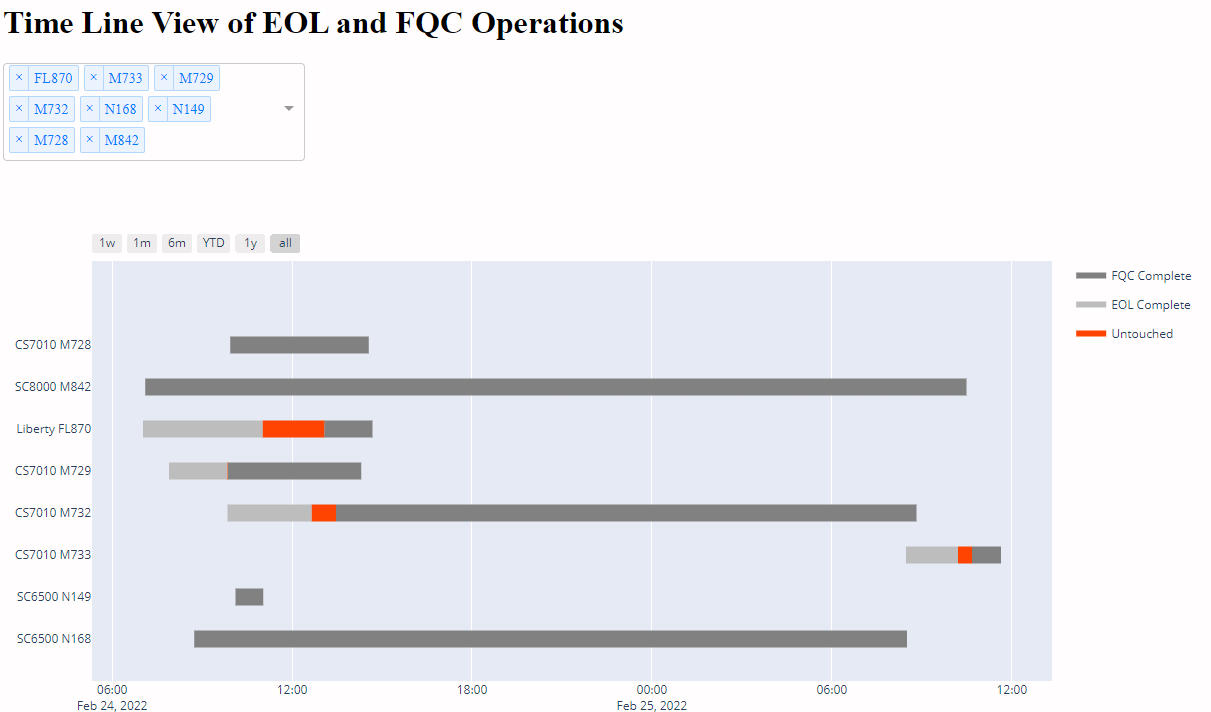 Time Line View of EOL and FQC Operations
× FL870 × M733 × M729
× M732 × N168 × N149
× M728 × M842
1w 1m 6m YTD 1y all
FQC Complete
EOL Complete
Untouched
CS7010 M728
SC8000 M842
Liberty FL870
CS7010 M729
CS7010 M732
CS7010 M733
SC6500 N149
SC6500 N168
06:00 12:00 18:00 00:00 06:00 12:00
Feb 24, 2022 Feb 25, 2022